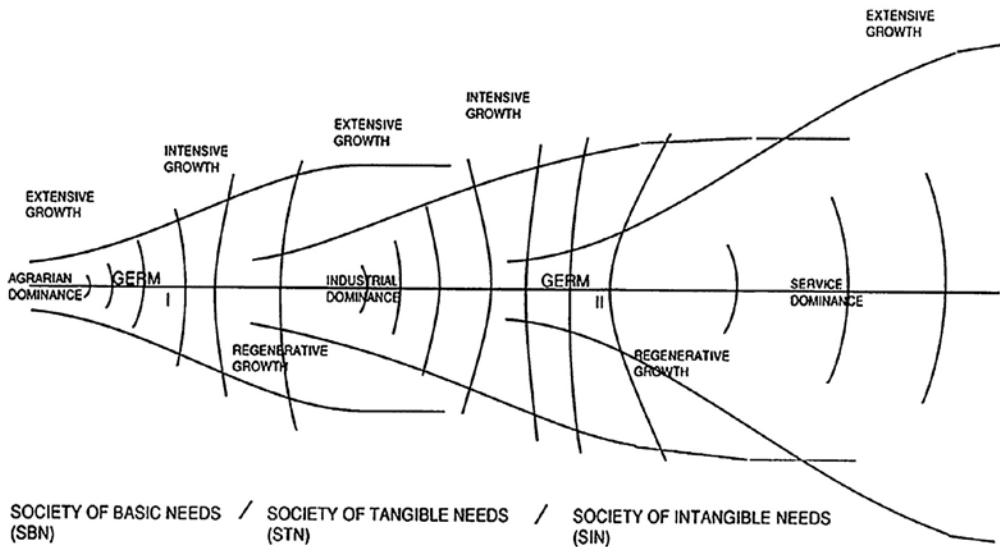 EXTENSIVE
GROWTH
INTENSIVE
GROWTH
EXTENSIVE
GROWTH
INTENSIVE
GROWTH
EXTENSIVE
GROWTH
AGRARIAN
DOMINANCE
GERM
I
INDUSTRIAL
DOMINANCE
GERM
II
SERVICE
DOMINANCE
REGENERATIVE
GROWTH
REGENERATIVE
GROWTH
SOCIETY OF BASIC NEEDS / SOCIETY OF TANGIBLE NEEDS / SOCIETY OF INTANGIBLE NEEDS
(SBN) (STN) (SIN)